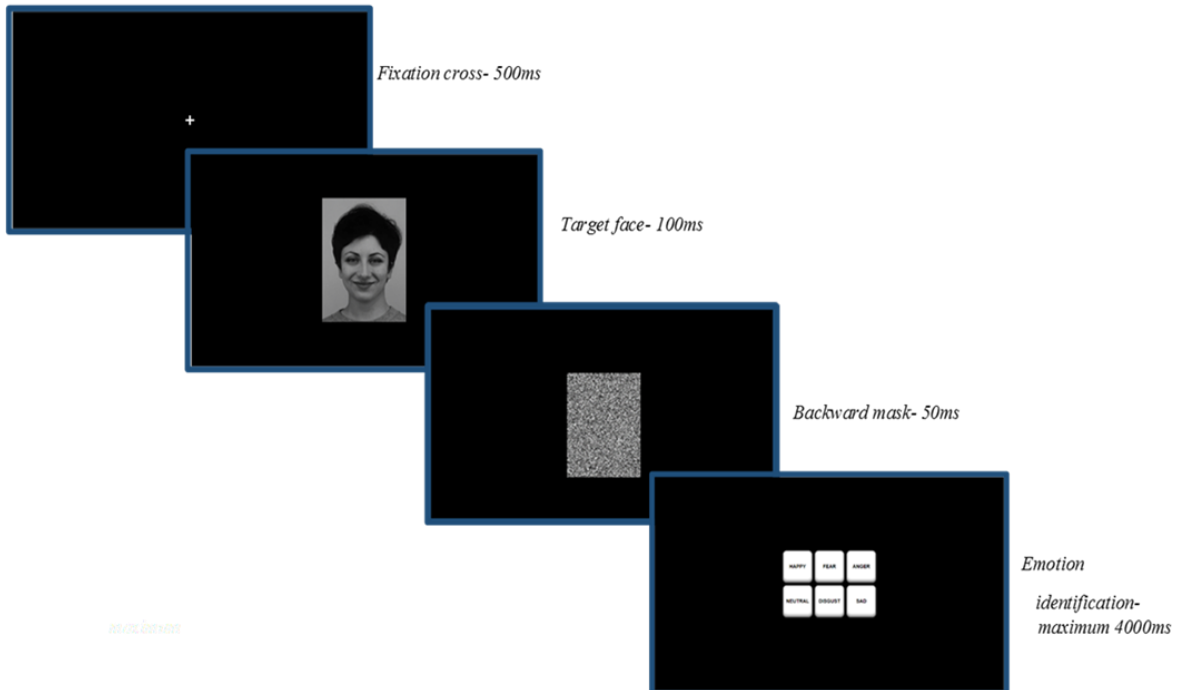 Fixation cross- 500ms
+
Target face- 100ms
Backward mask- 50ms
HAPPY FEAR ANGER
NEUTRAL DISGUST SAD
Emotion
identification-
maximum 4000ms